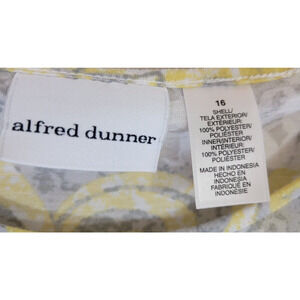 alfred dunner
16
SHELL/
TELA EXTERIOR/
EXTÉRIEUR:
100% POLYESTER/
POLIÉSTER
INNER/INTERIOR/
INTÉRIEUR:
100% POLYESTER/
POLIÉSTER
MADE IN INDONESIA
HECHO EN
INDONESIA
FABRIQUÉ EN
INDONÉSIE